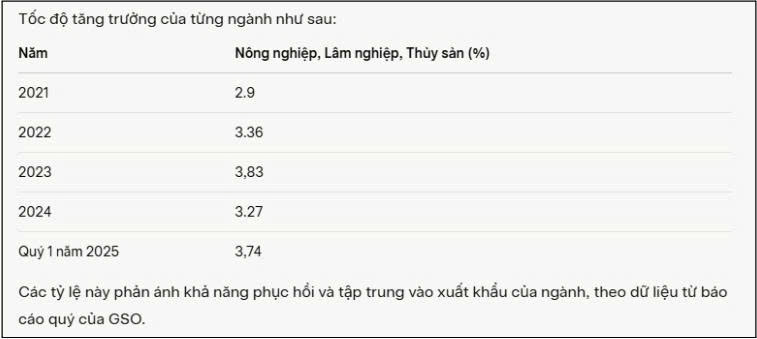 Tốc độ tăng trưởng của từng ngành như sau:
Năm Nông nghiệp, Lâm nghiệp, Thủy sản (%)
2021 2.9
2022 3.36
2023 3,83
2024 3.27
Quý 1 năm 2025 3,74
Các tỷ lệ này phản ánh khả năng phục hồi và tập trung vào xuất khẩu của ngành, theo dữ liệu từ báo
cáo quý của GSO.